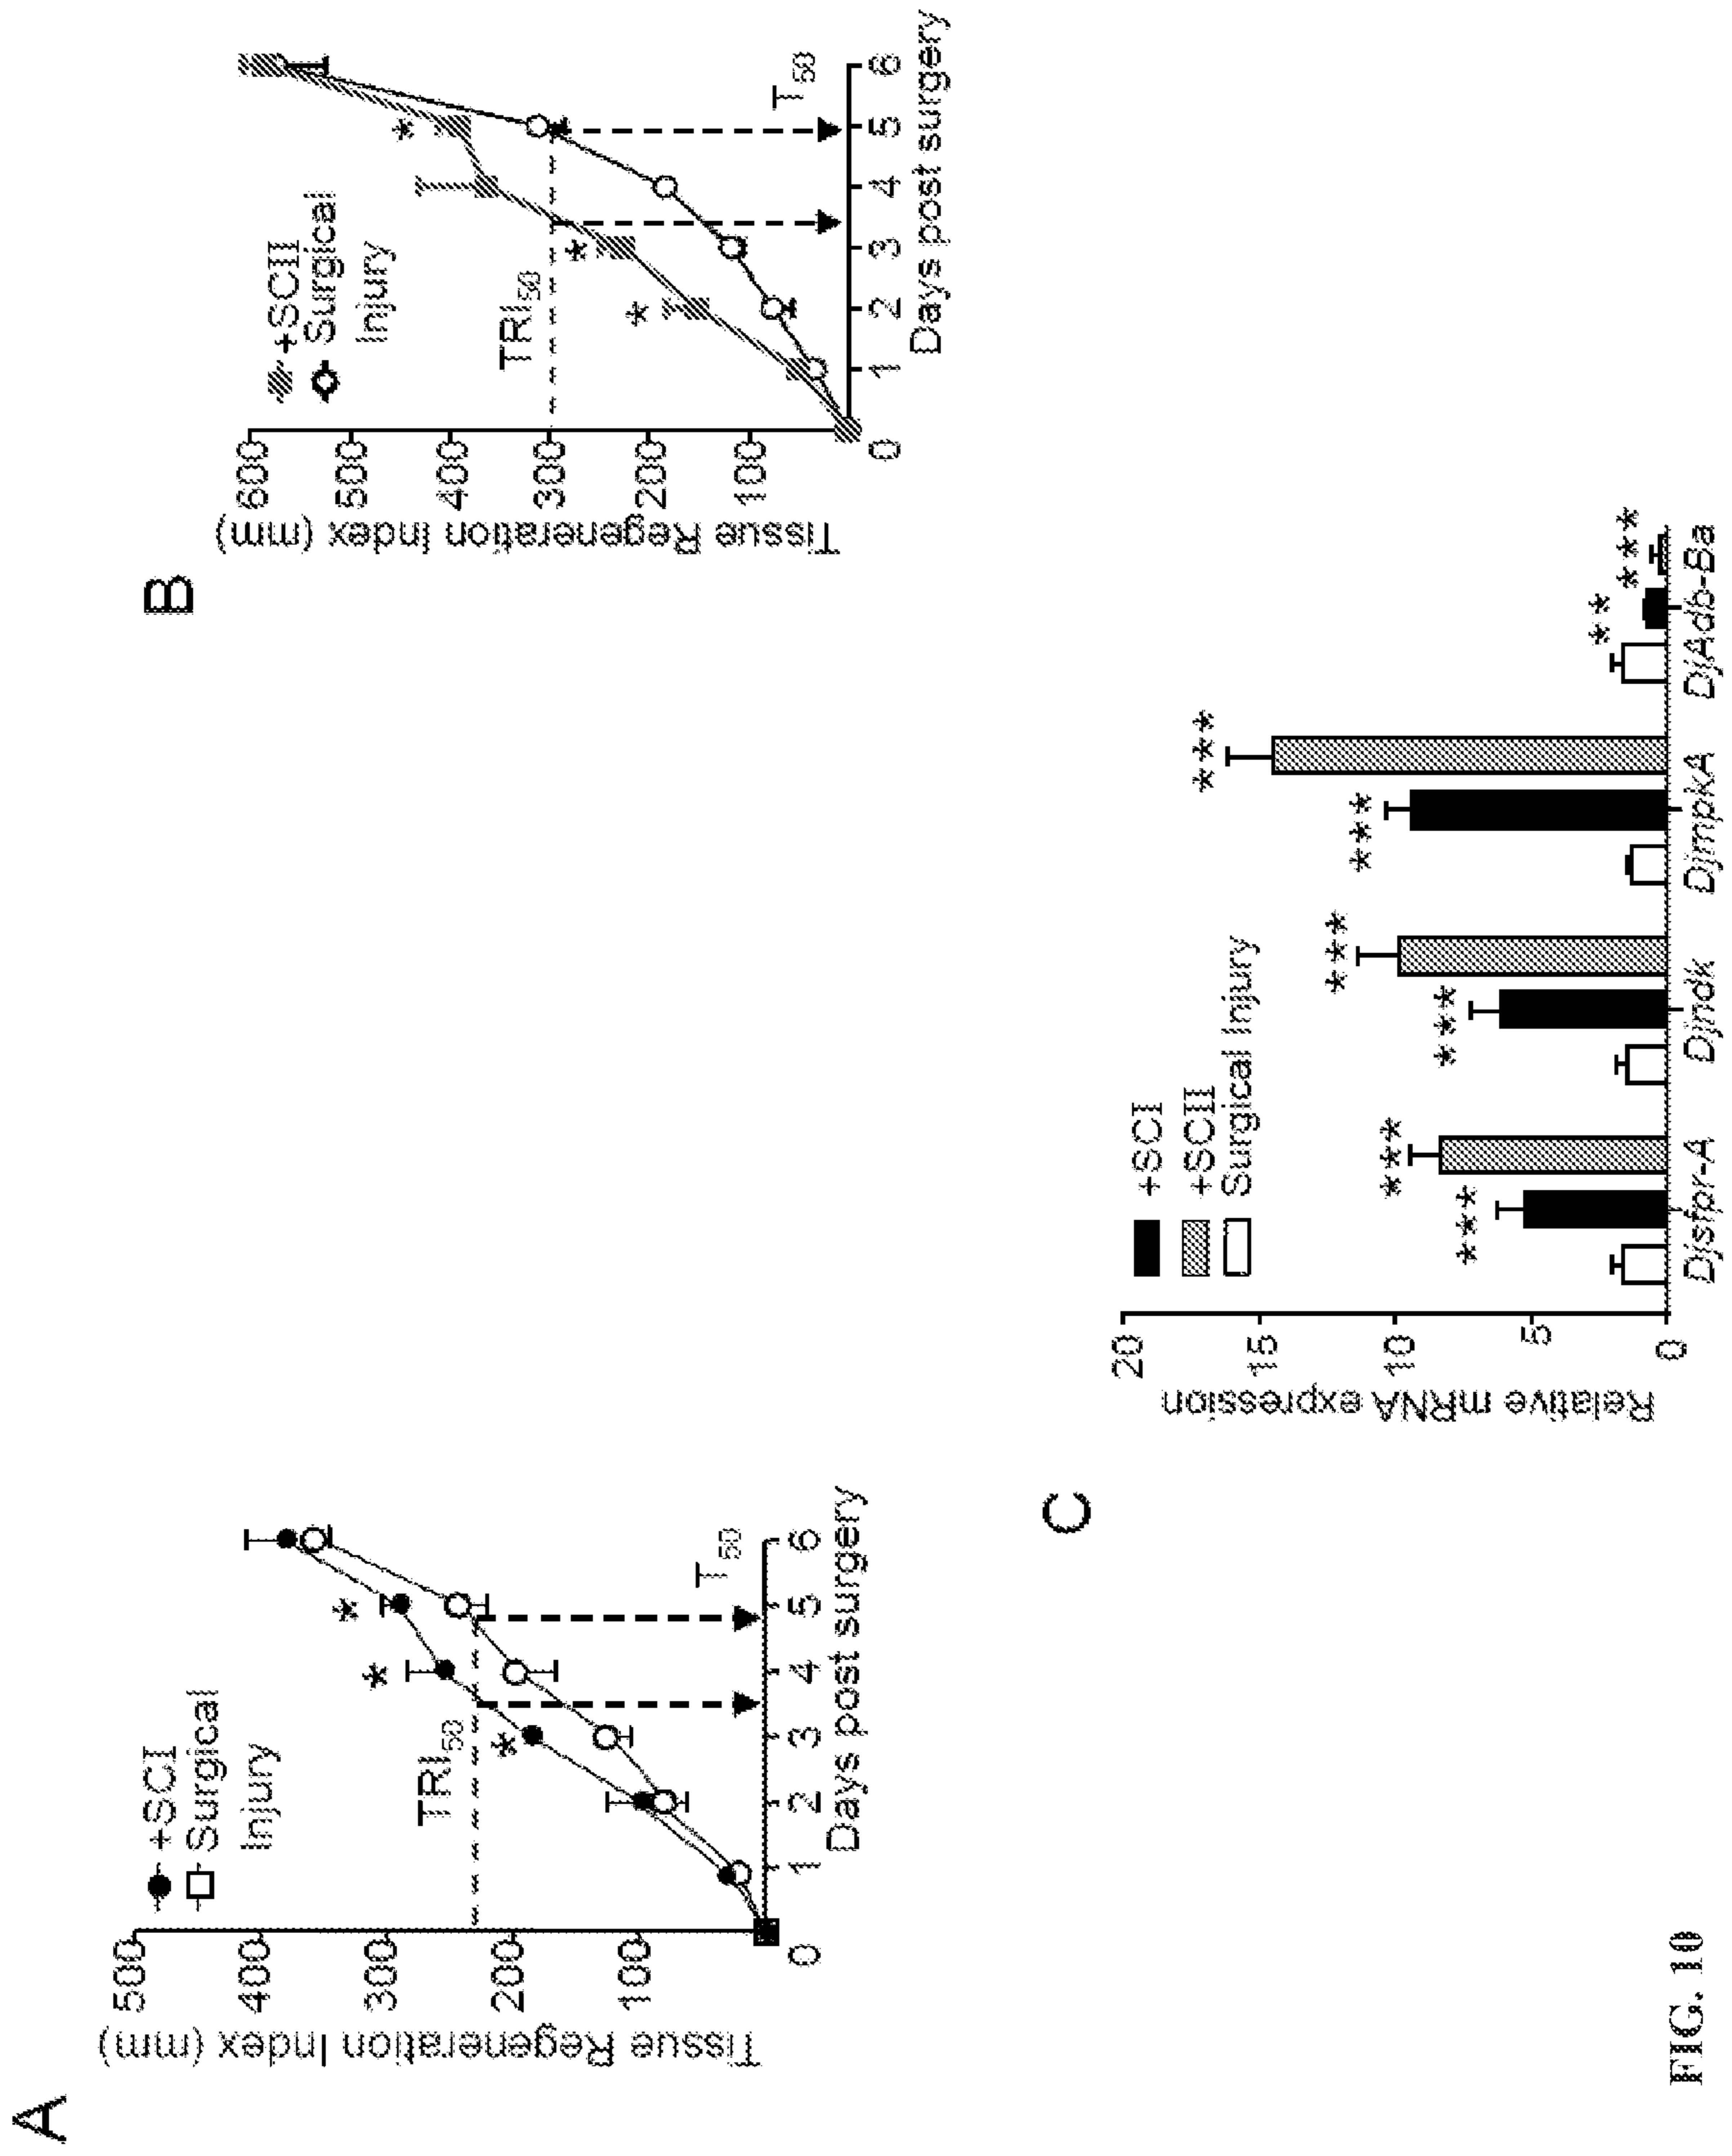 A
Tissue Regeneration Index (mm)
500
400
300
200
100
0
1
2
3
4
5
6
Days post surgery
+SCI
Surgical
Injury
TRI50
T50
*
*
*
B
Tissue Regeneration Index (mm)
600
500
400
300
200
100
0
1
2
3
4
5
6
Days post surgery
+SCII
Surgical
Injury
TRI50
T50
*
*
*
C
Relative mRNA expression
20
15
10
5
0
+SCI
+SCII
Surgical Injury
***
***
***
***
***
***
**
***
Djsfpr-A
Djndk
DjmpkA
DjAdb-Ba
FIG. 10